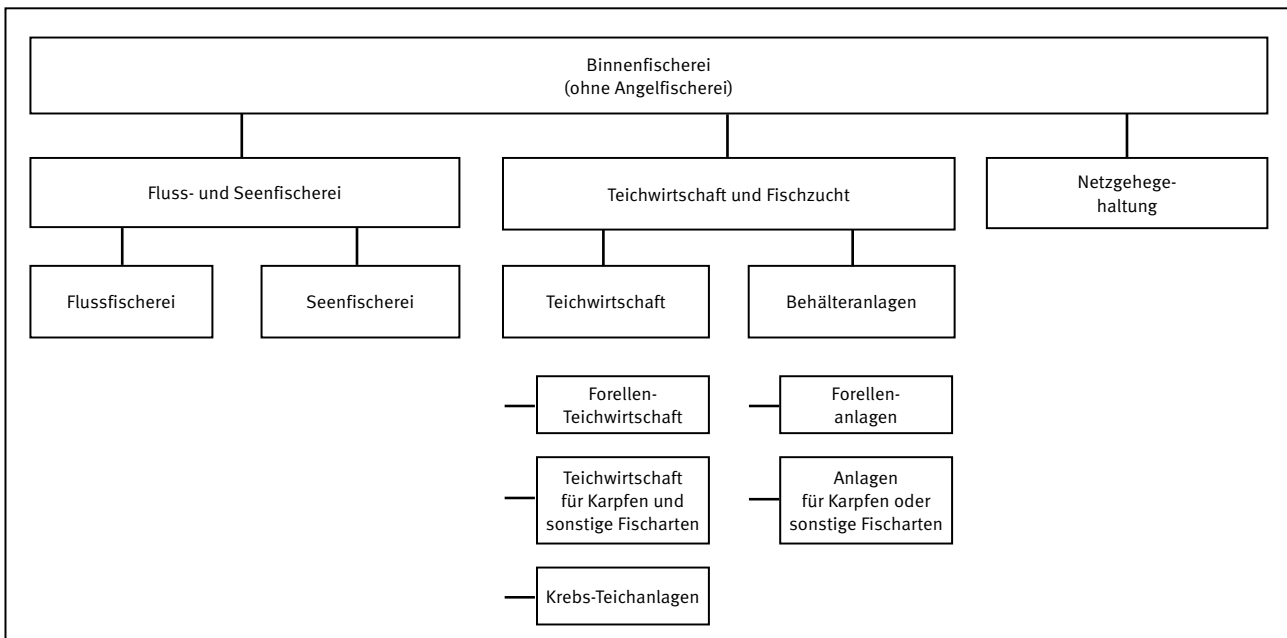 Binnenfischerei
(ohne Angelfischerei)
Fluss- und Seenfischerei
Teichwirtschaft und Fischzucht
Netzgehege-
haltung
Flussfischerei
Seenfischerei
Teichwirtschaft
Behälteranlagen
Forellen-
Teichwirtschaft
Forellen-
anlagen
Teichwirtschaft
für Karpfen und
sonstige Fischarten
Anlagen
für Karpfen oder
sonstige Fischarten
Krebs-Teichanlagen